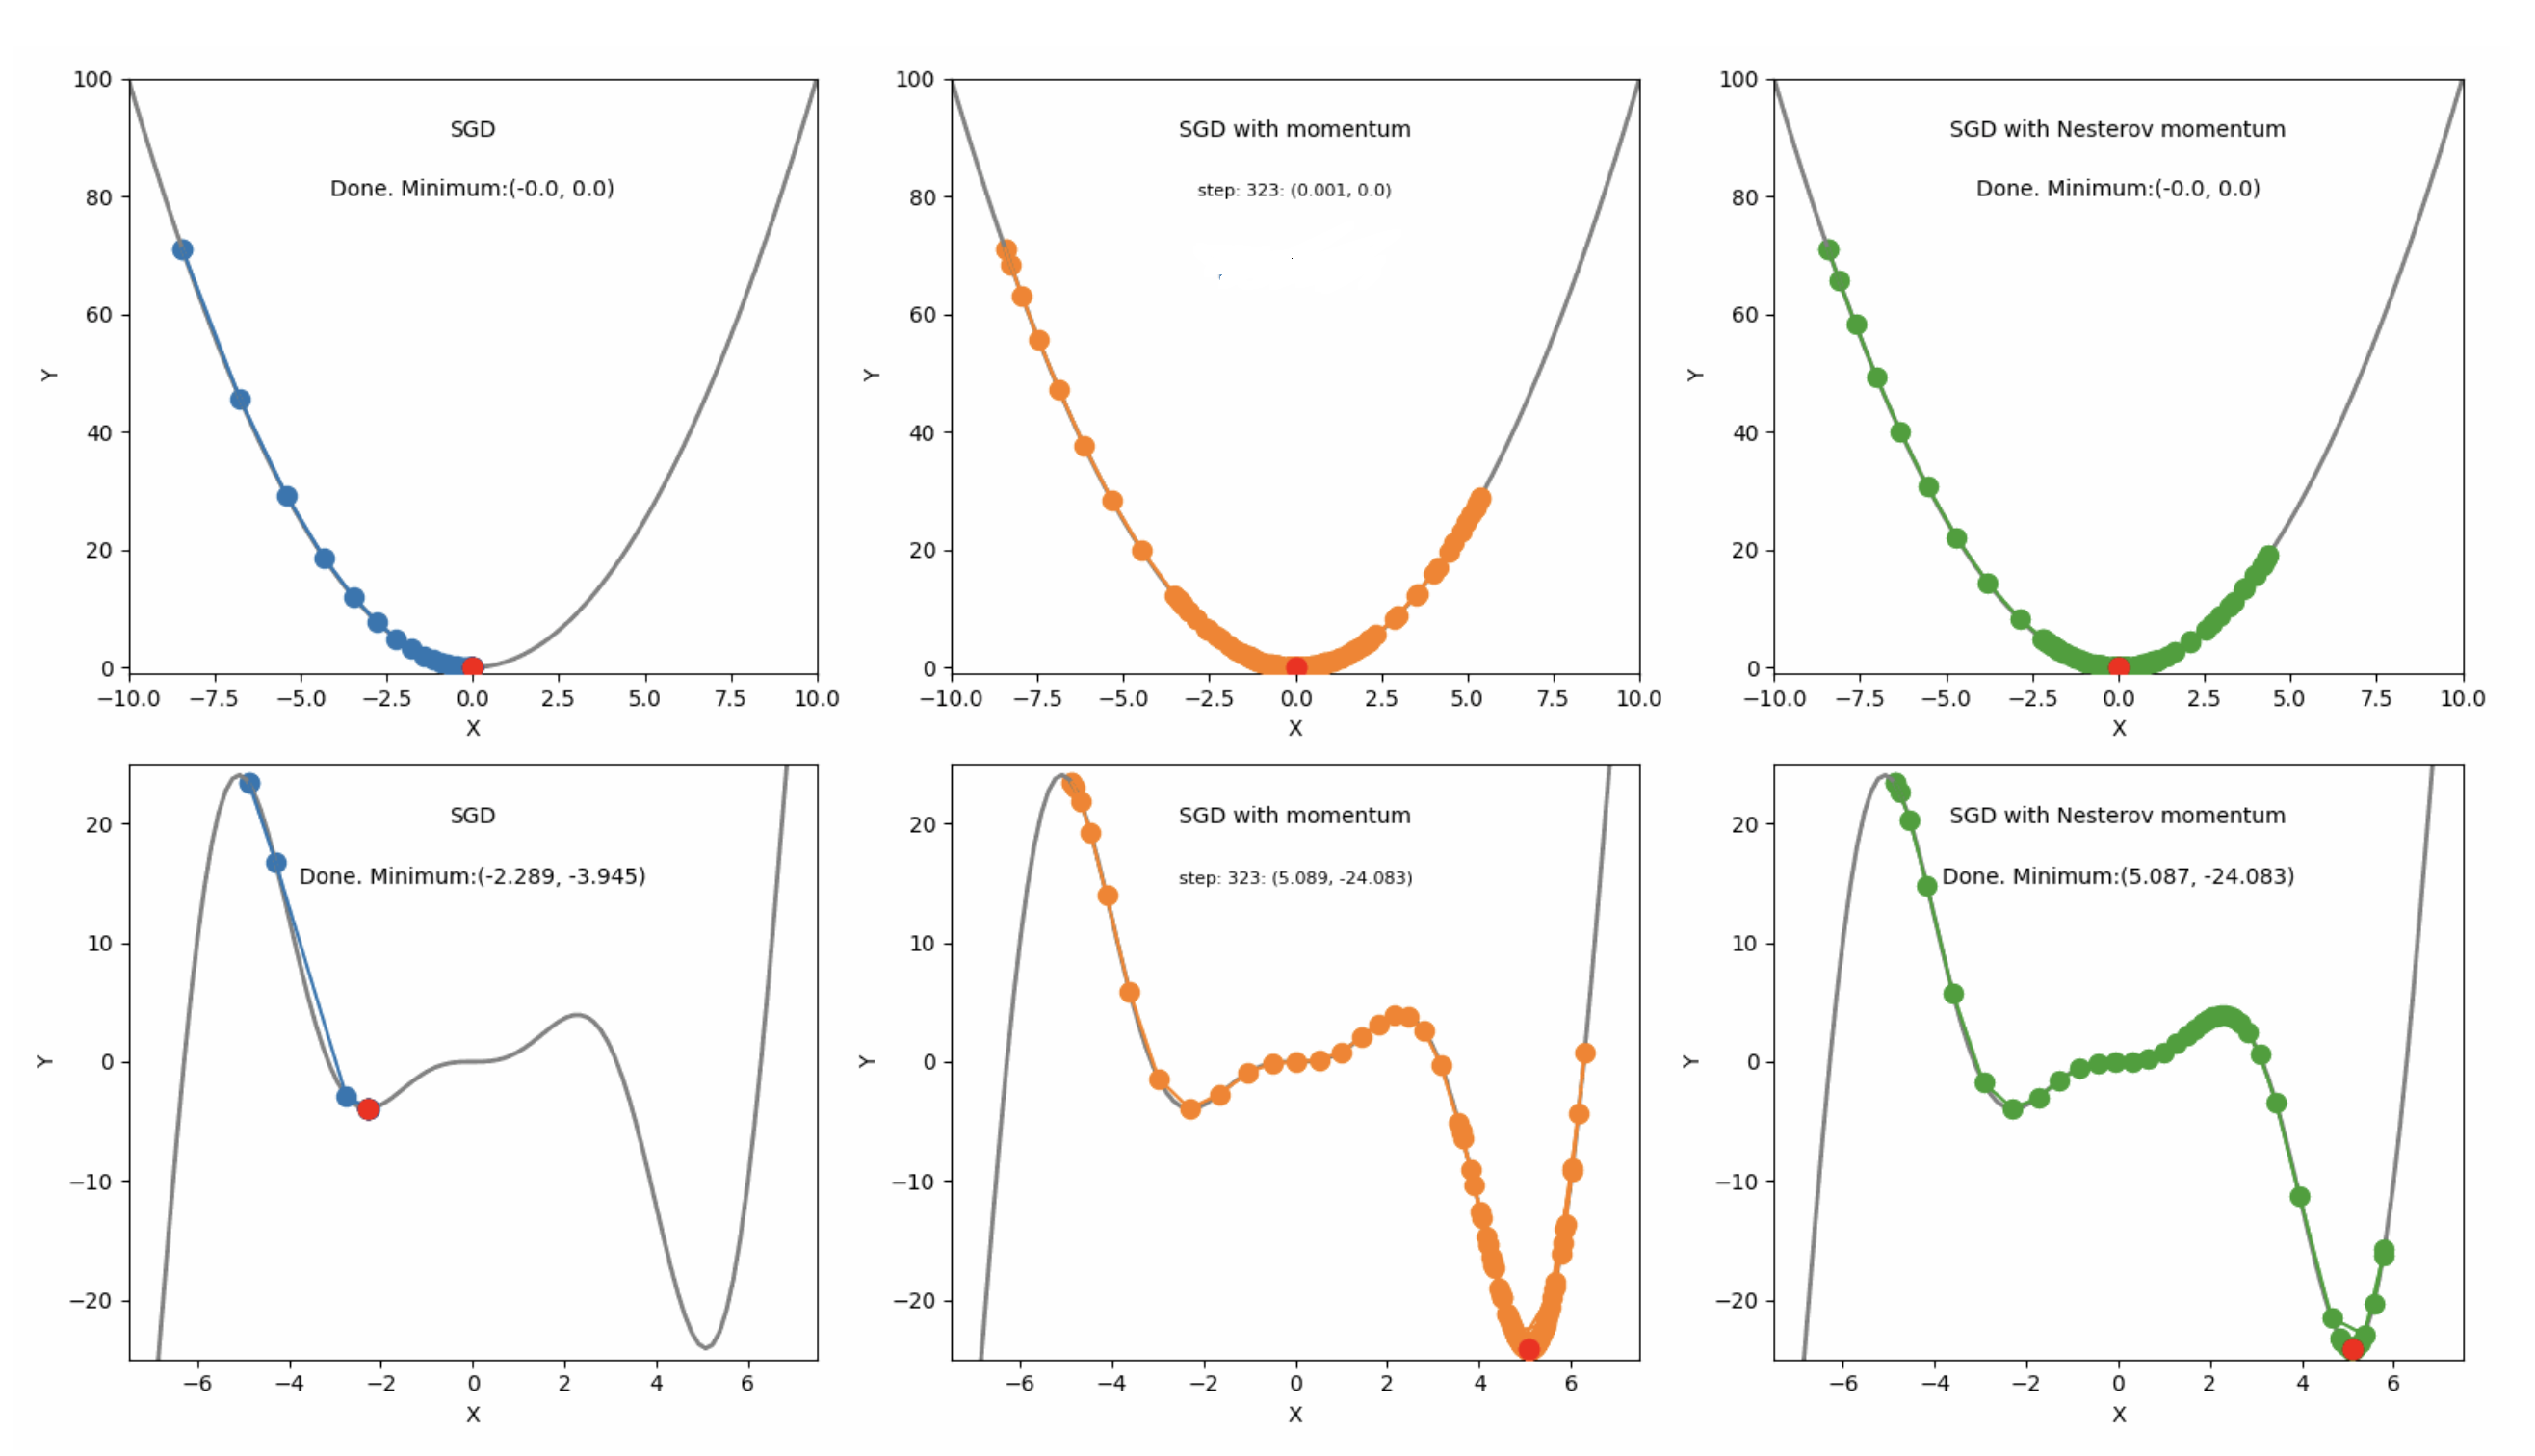 100
80
60
40
20
0
Y
SGD
Done. Minimum:(-0.0, 0.0)
−10.0 −7.5 −5.0 −2.5 0.0 2.5 5.0 7.5 10.0
X
100
80
60
40
20
0
Y
SGD with momentum
step: 323: (0.001, 0.0)
−10.0 −7.5 −5.0 −2.5 0.0 2.5 5.0 7.5 10.0
X
100
80
60
40
20
0
Y
SGD with Nesterov momentum
Done. Minimum:(-0.0, 0.0)
−10.0 −7.5 −5.0 −2.5 0.0 2.5 5.0 7.5 10.0
X
20
10
0
−10
−20
Y
SGD
Done. Minimum:(-2.289, -3.945)
−6 −4 −2 0 2 4 6
X
20
10
0
−10
−20
Y
SGD with momentum
step: 323: (5.089, -24.083)
−6 −4 −2 0 2 4 6
X
20
10
0
−10
−20
Y
SGD with Nesterov momentum
Done. Minimum:(5.087, -24.083)
−6 −4 −2 0 2 4 6
X